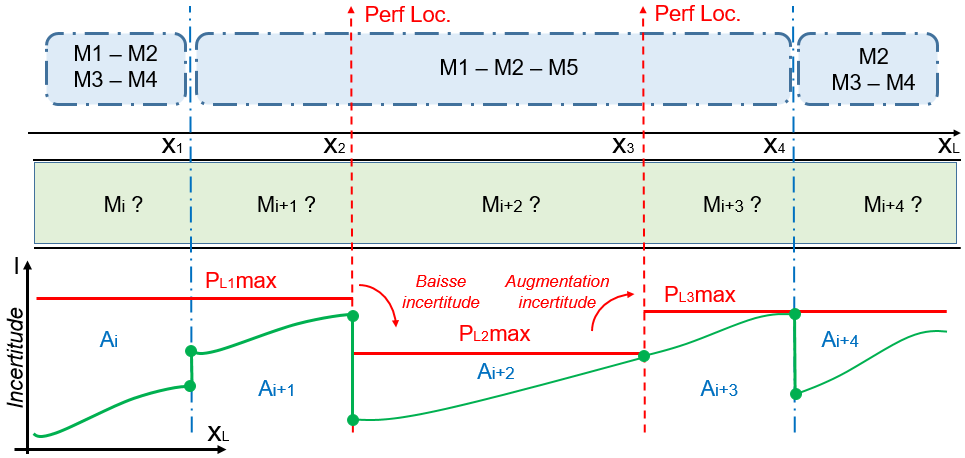 Perf Loc.
Perf Loc.
M1 – M2
M3 – M4
M1 – M2 – M5
M2
M3 – M4
X1
X2
X3
X4
XL
Mi ?
Mi+1 ?
Mi+2 ?
Mi+3 ?
Mi+4 ?
I
Incertitude
PL1max
Baisse
incertitude
Augmentation
incertitude
PL3max
PL2max
Ai
Ai+1
Ai+2
Ai+3
Ai+4
XL